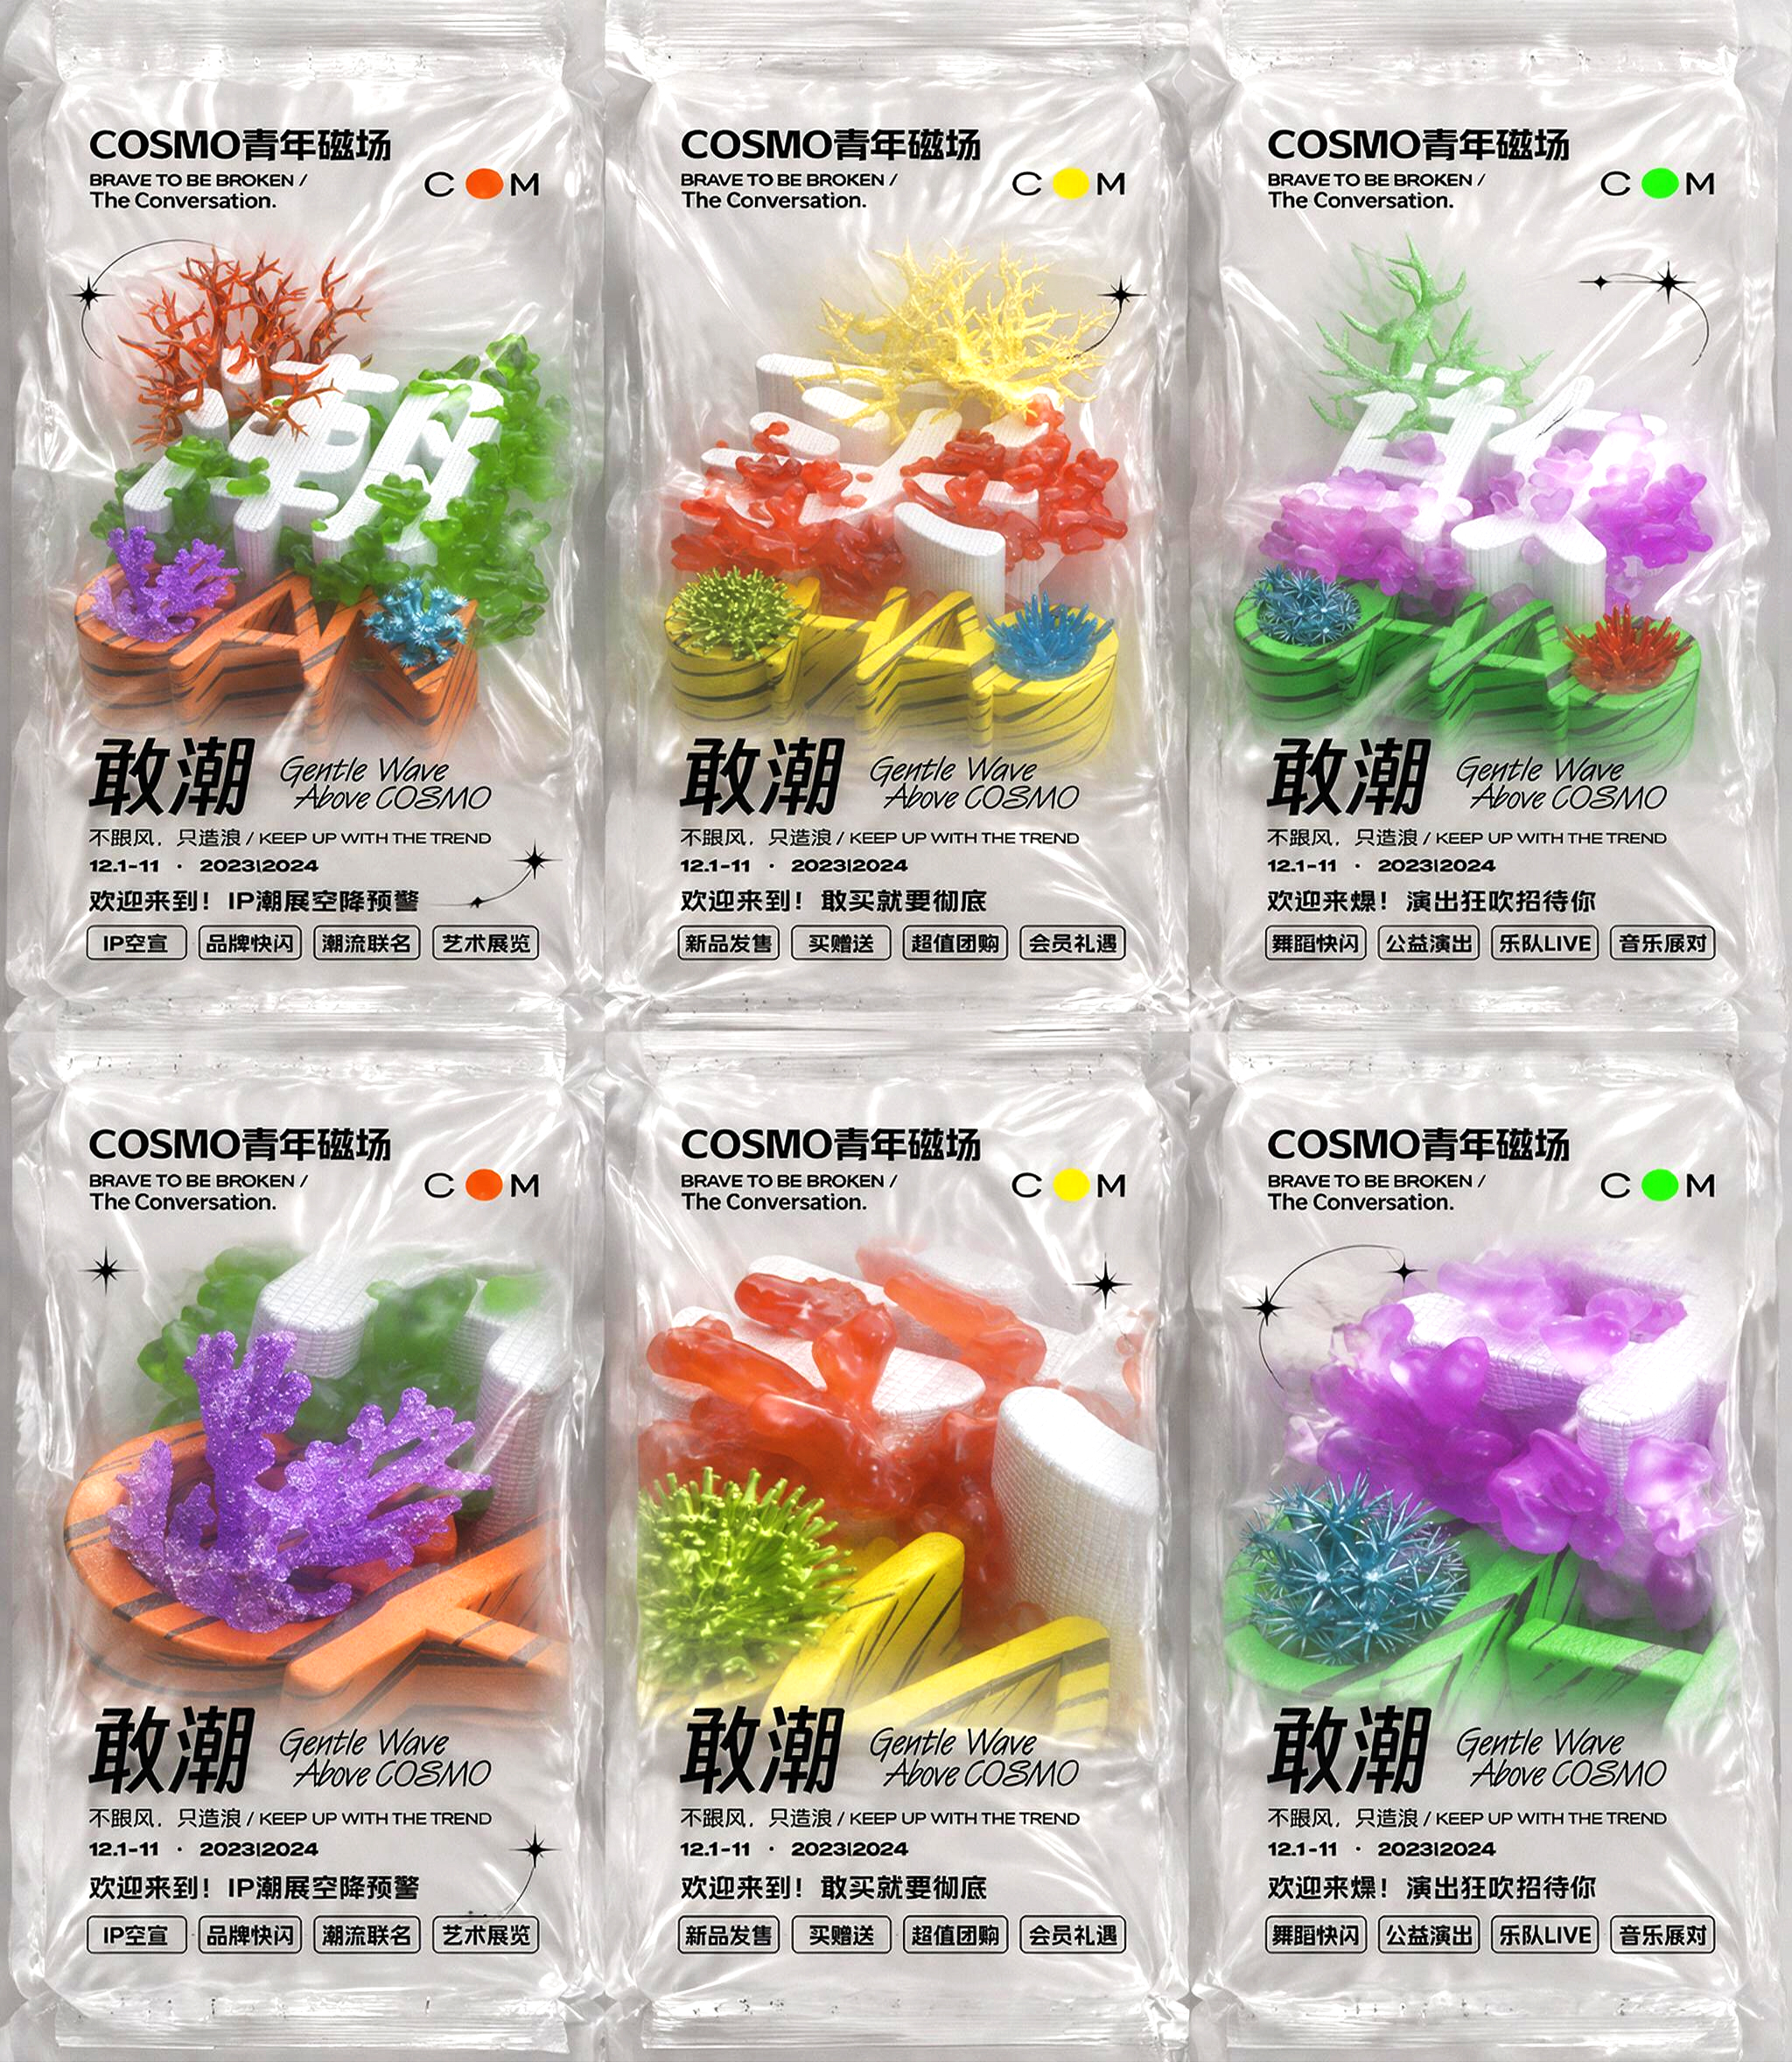 COSMO青年磁场
BRAVE TO BE BROKEN /
The Conversation.
C M
潮
CAN
敢潮
Gentle Wave
Above COSMO
不跟风，只造浪 / KEEP UP WITH THE TREND
12.1-11 · 2023\2024
欢迎来到！IP潮展空降预警
IP空宣 品牌快闪 潮流联名 艺术展览
COSMO青年磁场
BRAVE TO BE BROKEN /
The Conversation.
C M
敢潮
Gentle Wave
Above COSMO
不跟风，只造浪 / KEEP UP WITH THE TREND
12.1-11 · 2023\2024
欢迎来到！敢买就要彻底
新品发售 买赠送 超值团购 会员礼遇
COSMO青年磁场
BRAVE TO BE BROKEN /
The Conversation.
C M
敢潮
Gentle Wave
Above COSMO
不跟风，只造浪 / KEEP UP WITH THE TREND
12.1-11 · 2023\2024
欢迎来燥！演出狂吹招待你
舞蹈快闪 公益演出 乐队LIVE 音乐派对
COSMO青年磁场
BRAVE TO BE BROKEN /
The Conversation.
C M
敢潮
Gentle Wave
Above COSMO
不跟风，只造浪 / KEEP UP WITH THE TREND
12.1-11 · 2023\2024
欢迎来到！IP潮展空降预警
IP空宣 品牌快闪 潮流联名 艺术展览
COSMO青年磁场
BRAVE TO BE BROKEN /
The Conversation.
C M
敢潮
Gentle Wave
Above COSMO
不跟风，只造浪 / KEEP UP WITH THE TREND
12.1-11 · 2023\2024
欢迎来到！敢买就要彻底
新品发售 买赠送 超值团购 会员礼遇
COSMO青年磁场
BRAVE TO BE BROKEN /
The Conversation.
C M
敢潮
Gentle Wave
Above COSMO
不跟风，只造浪 / KEEP UP WITH THE TREND
12.1-11 · 2023\2024
欢迎来燥！演出狂吹招待你
舞蹈快闪 公益演出 乐队LIVE 音乐派对